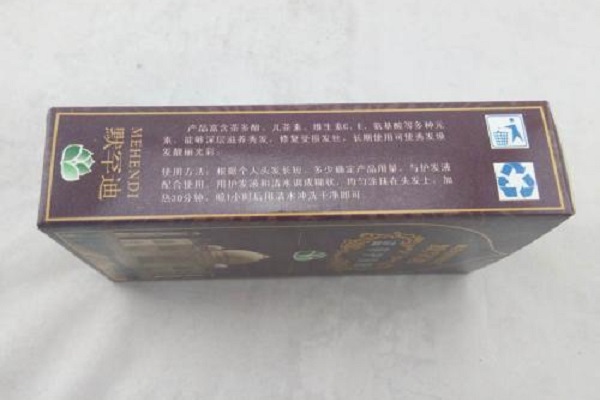 MEHENDI
默罕迪
产品富含茶多酚、儿茶素、维生素C、E、氨基酸等多种元
素，能够深层滋养秀发，修复受损发丝，长期使用可使秀发焕
发靓丽光彩。
使用方法：根据个人头发长短，多少确定产品用量，与护发液
配合使用，用护发液和清水调成糊状，均匀涂抹在头发上，加
热20分钟，或1小时后用清水冲洗干净即可。